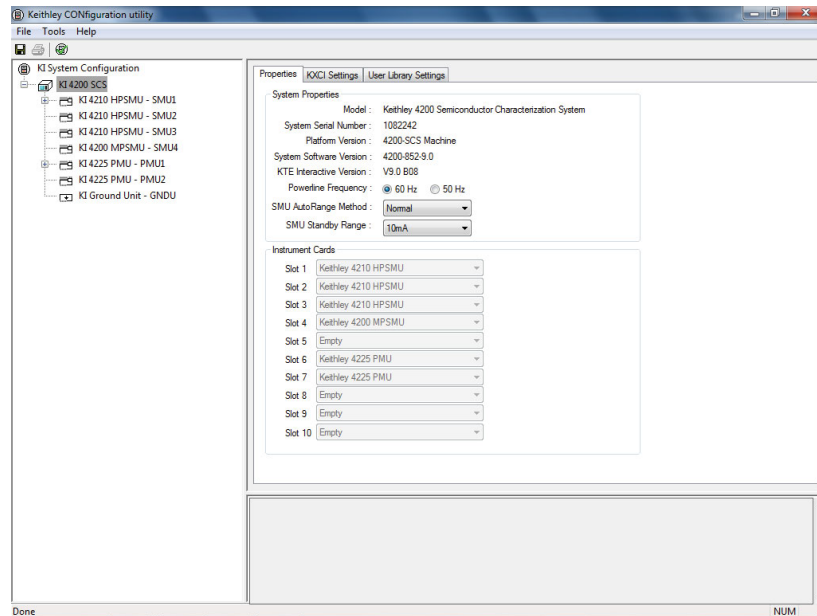 Keithley CONfiguration utility
File Tools Help
KI System Configuration
KI 4200 SCS
KI 4210 HPSMU - SMU1
KI 4210 HPSMU - SMU2
KI 4210 HPSMU - SMU3
KI 4200 MPSMU - SMU4
KI 4225 PMU - PMU1
KI 4225 PMU - PMU2
KI Ground Unit - GNDU
Properties KXCI Settings User Library Settings
System Properties
Model : Keithley 4200 Semiconductor Characterization System
System Serial Number : 1082242
Platform Version : 4200-SCS Machine
System Software Version : 4200-852-9.0
KTE Interactive Version : V9.0 B08
Powerline Frequency : 60 Hz 50 Hz
SMU AutoRange Method : Normal
SMU Standby Range : 10mA
Instrument Cards
Slot 1 Keithley 4210 HPSMU
Slot 2 Keithley 4210 HPSMU
Slot 3 Keithley 4210 HPSMU
Slot 4 Keithley 4200 MPSMU
Slot 5 Empty
Slot 6 Keithley 4225 PMU
Slot 7 Keithley 4225 PMU
Slot 8 Empty
Slot 9 Empty
Slot 10 Empty
Done NUM